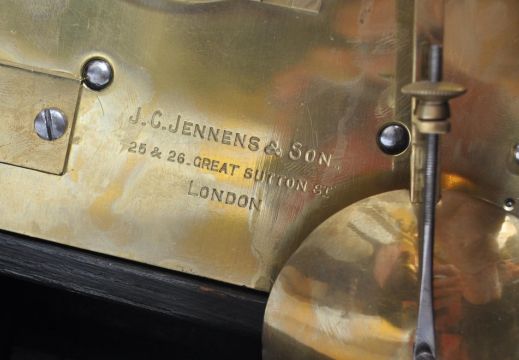 J.C. JENNENS & SON,
25 & 26. GREAT SUTTON ST
LONDON